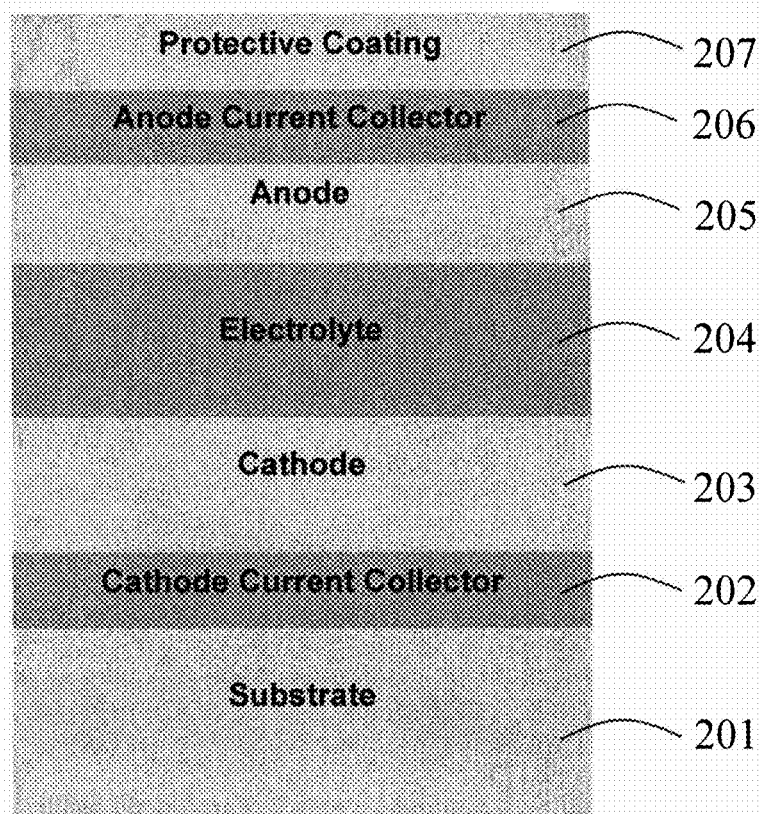 Protective Coating 207
Anode Current Collector 206
Anode 205
Electrolyte 204
Cathode 203
Cathode Current Collector 202
Substrate 201